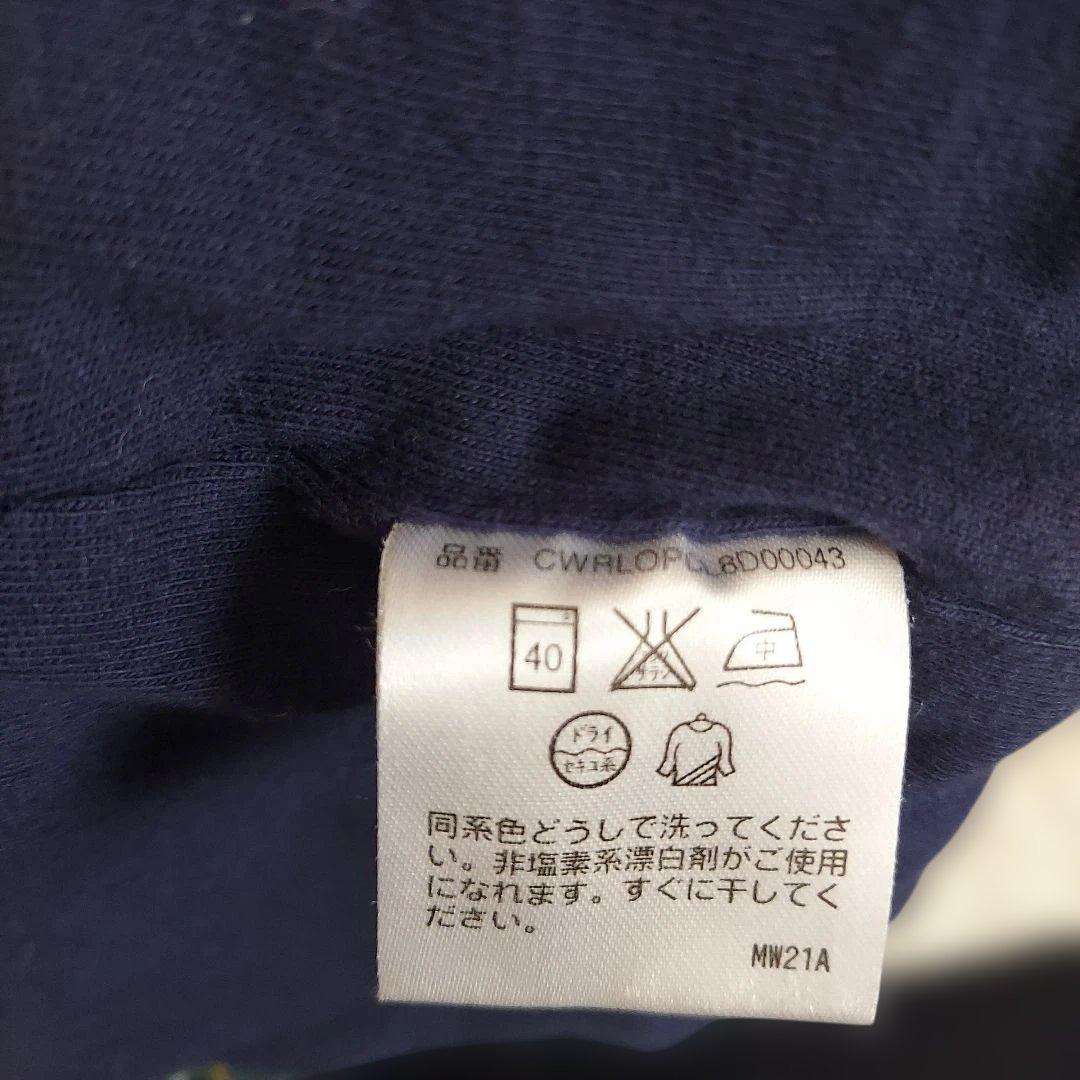 品番 CWRLOPO_8D00043
40
中
ドライ
セキユ系
同系色どうしで洗ってくださ
い。非塩素系漂白剤がご使用
になれます。すぐに干してく
ださい。
MW21A